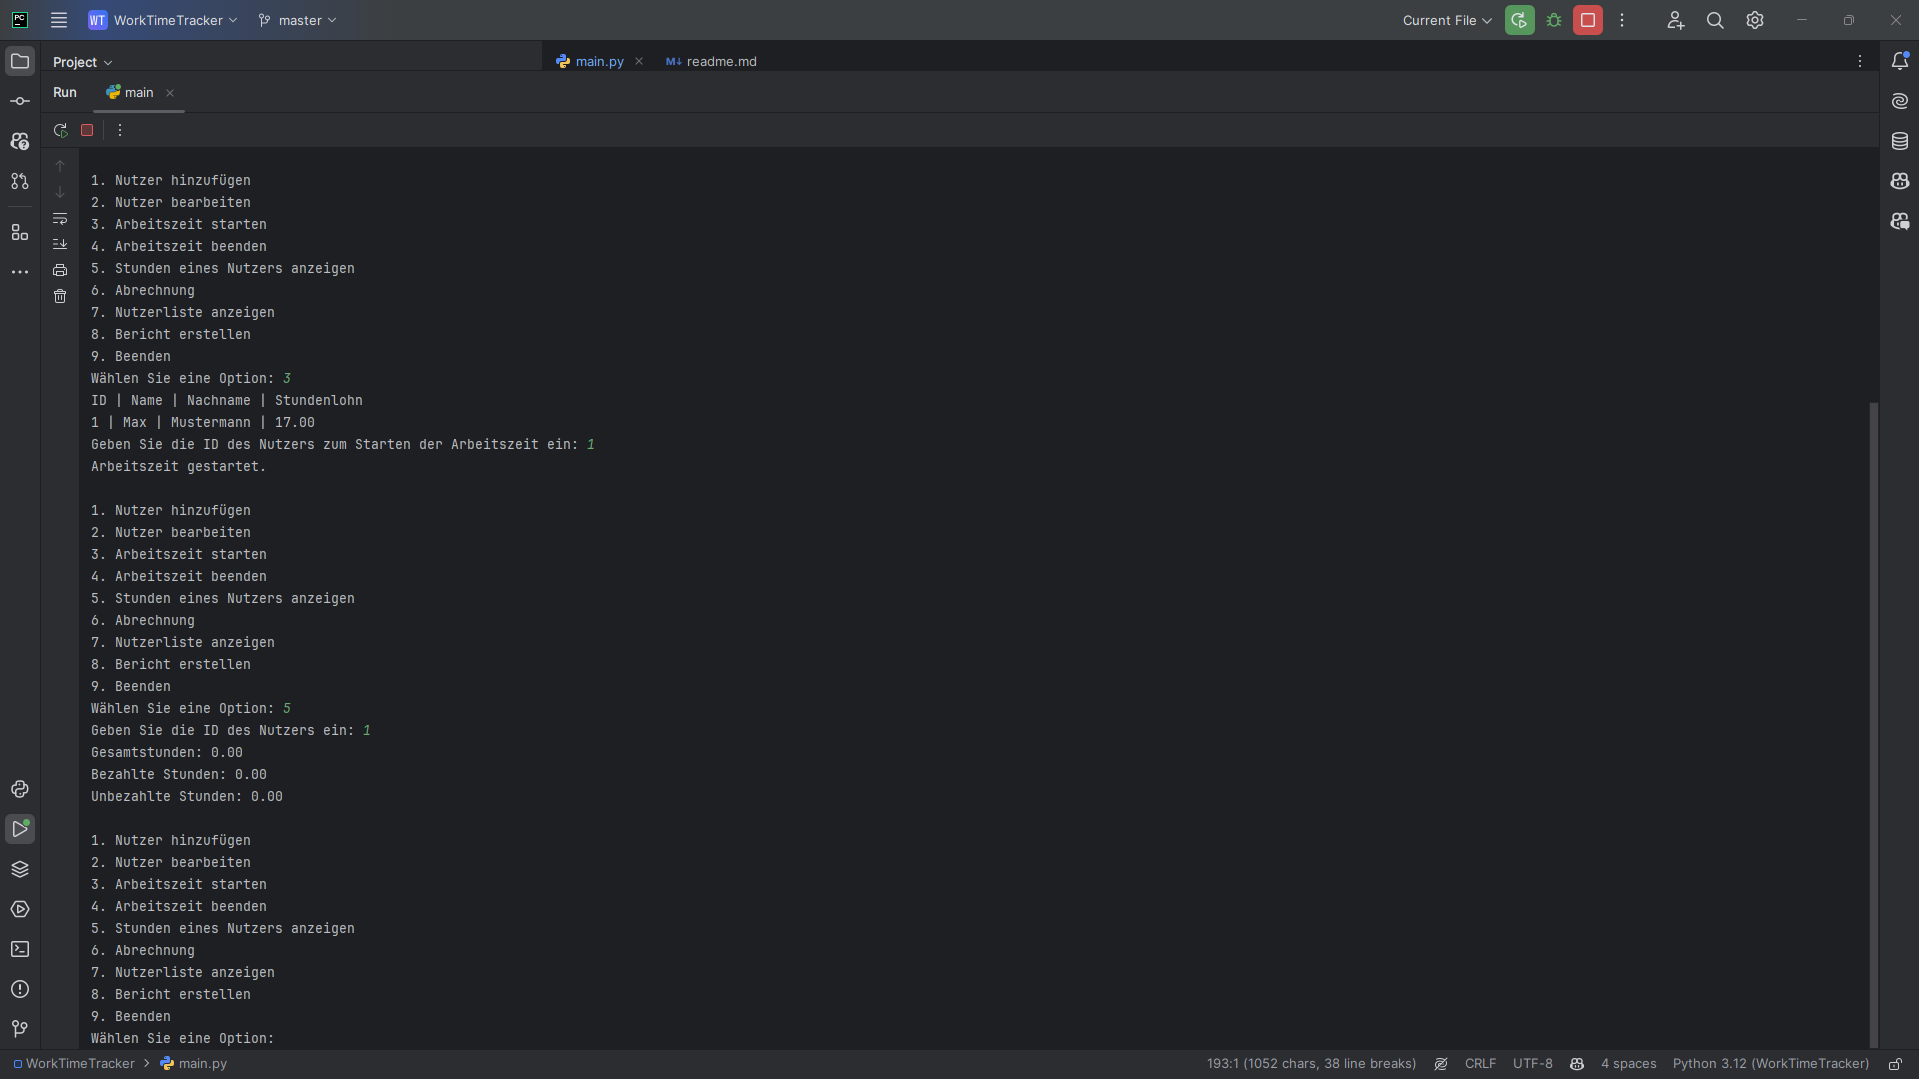 PC
WT WorkTimeTracker
master
Current File
Project
main.py
M↓ readme.md
Run
main
1. Nutzer hinzufügen
2. Nutzer bearbeiten
3. Arbeitszeit starten
4. Arbeitszeit beenden
5. Stunden eines Nutzers anzeigen
6. Abrechnung
7. Nutzerliste anzeigen
8. Bericht erstellen
9. Beenden
Wählen Sie eine Option: 3
ID | Name | Nachname | Stundenlohn
1 | Max | Mustermann | 17.00
Geben Sie die ID des Nutzers zum Starten der Arbeitszeit ein: 1
Arbeitszeit gestartet.
1. Nutzer hinzufügen
2. Nutzer bearbeiten
3. Arbeitszeit starten
4. Arbeitszeit beenden
5. Stunden eines Nutzers anzeigen
6. Abrechnung
7. Nutzerliste anzeigen
8. Bericht erstellen
9. Beenden
Wählen Sie eine Option: 5
Geben Sie die ID des Nutzers ein: 1
Gesamtstunden: 0.00
Bezahlte Stunden: 0.00
Unbezahlte Stunden: 0.00
1. Nutzer hinzufügen
2. Nutzer bearbeiten
3. Arbeitszeit starten
4. Arbeitszeit beenden
5. Stunden eines Nutzers anzeigen
6. Abrechnung
7. Nutzerliste anzeigen
8. Bericht erstellen
9. Beenden
Wählen Sie eine Option:
WorkTimeTracker > main.py
193:1 (1052 chars, 38 line breaks)
CRLF
UTF-8
4 spaces
Python 3.12 (WorkTimeTracker)